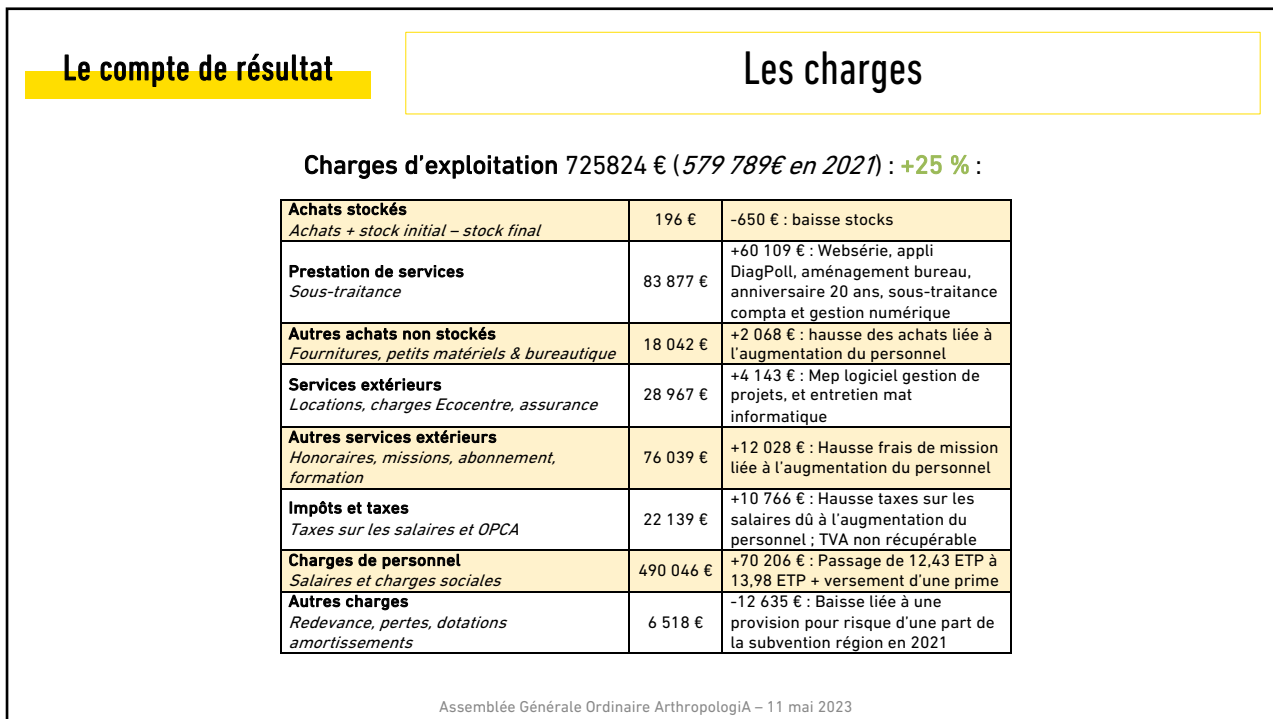 Le compte de résultat
Les charges
Charges d'exploitation 725824 € (579 789€ en 2021) : +25 % :
Achats stockés
Achats + stock initial – stock final
196 €
-650 € : baisse stocks
Prestation de services
Sous-traitance
83 877 €
+60 109 € : Websérie, appli
DiagPoll, aménagement bureau,
anniversaire 20 ans, sous-traitance
compta et gestion numérique
Autres achats non stockés
Fournitures, petits matériels & bureautique
18 042 €
+2 068 € : hausse des achats liée à
l'augmentation du personnel
Services extérieurs
Locations, charges Ecocentre, assurance
28 967 €
+4 143 € : Mep logiciel gestion de
projets, et entretien mat
informatique
Autres services extérieurs
Honoraires, missions, abonnement,
formation
76 039 €
+12 028 € : Hausse frais de mission
liée à l'augmentation du personnel
Impôts et taxes
Taxes sur les salaires et OPCA
22 139 €
+10 766 € : Hausse taxes sur les
salaires dû à l'augmentation du
personnel ; TVA non récupérable
Charges de personnel
Salaires et charges sociales
490 046 €
+70 206 € : Passage de 12,43 ETP à
13,98 ETP + versement d'une prime
Autres charges
Redevance, pertes, dotations
amortissements
6 518 €
-12 635 € : Baisse liée à une
provision pour risque d'une part de
la subvention région en 2021
Assemblée Générale Ordinaire ArthropologiA – 11 mai 2023